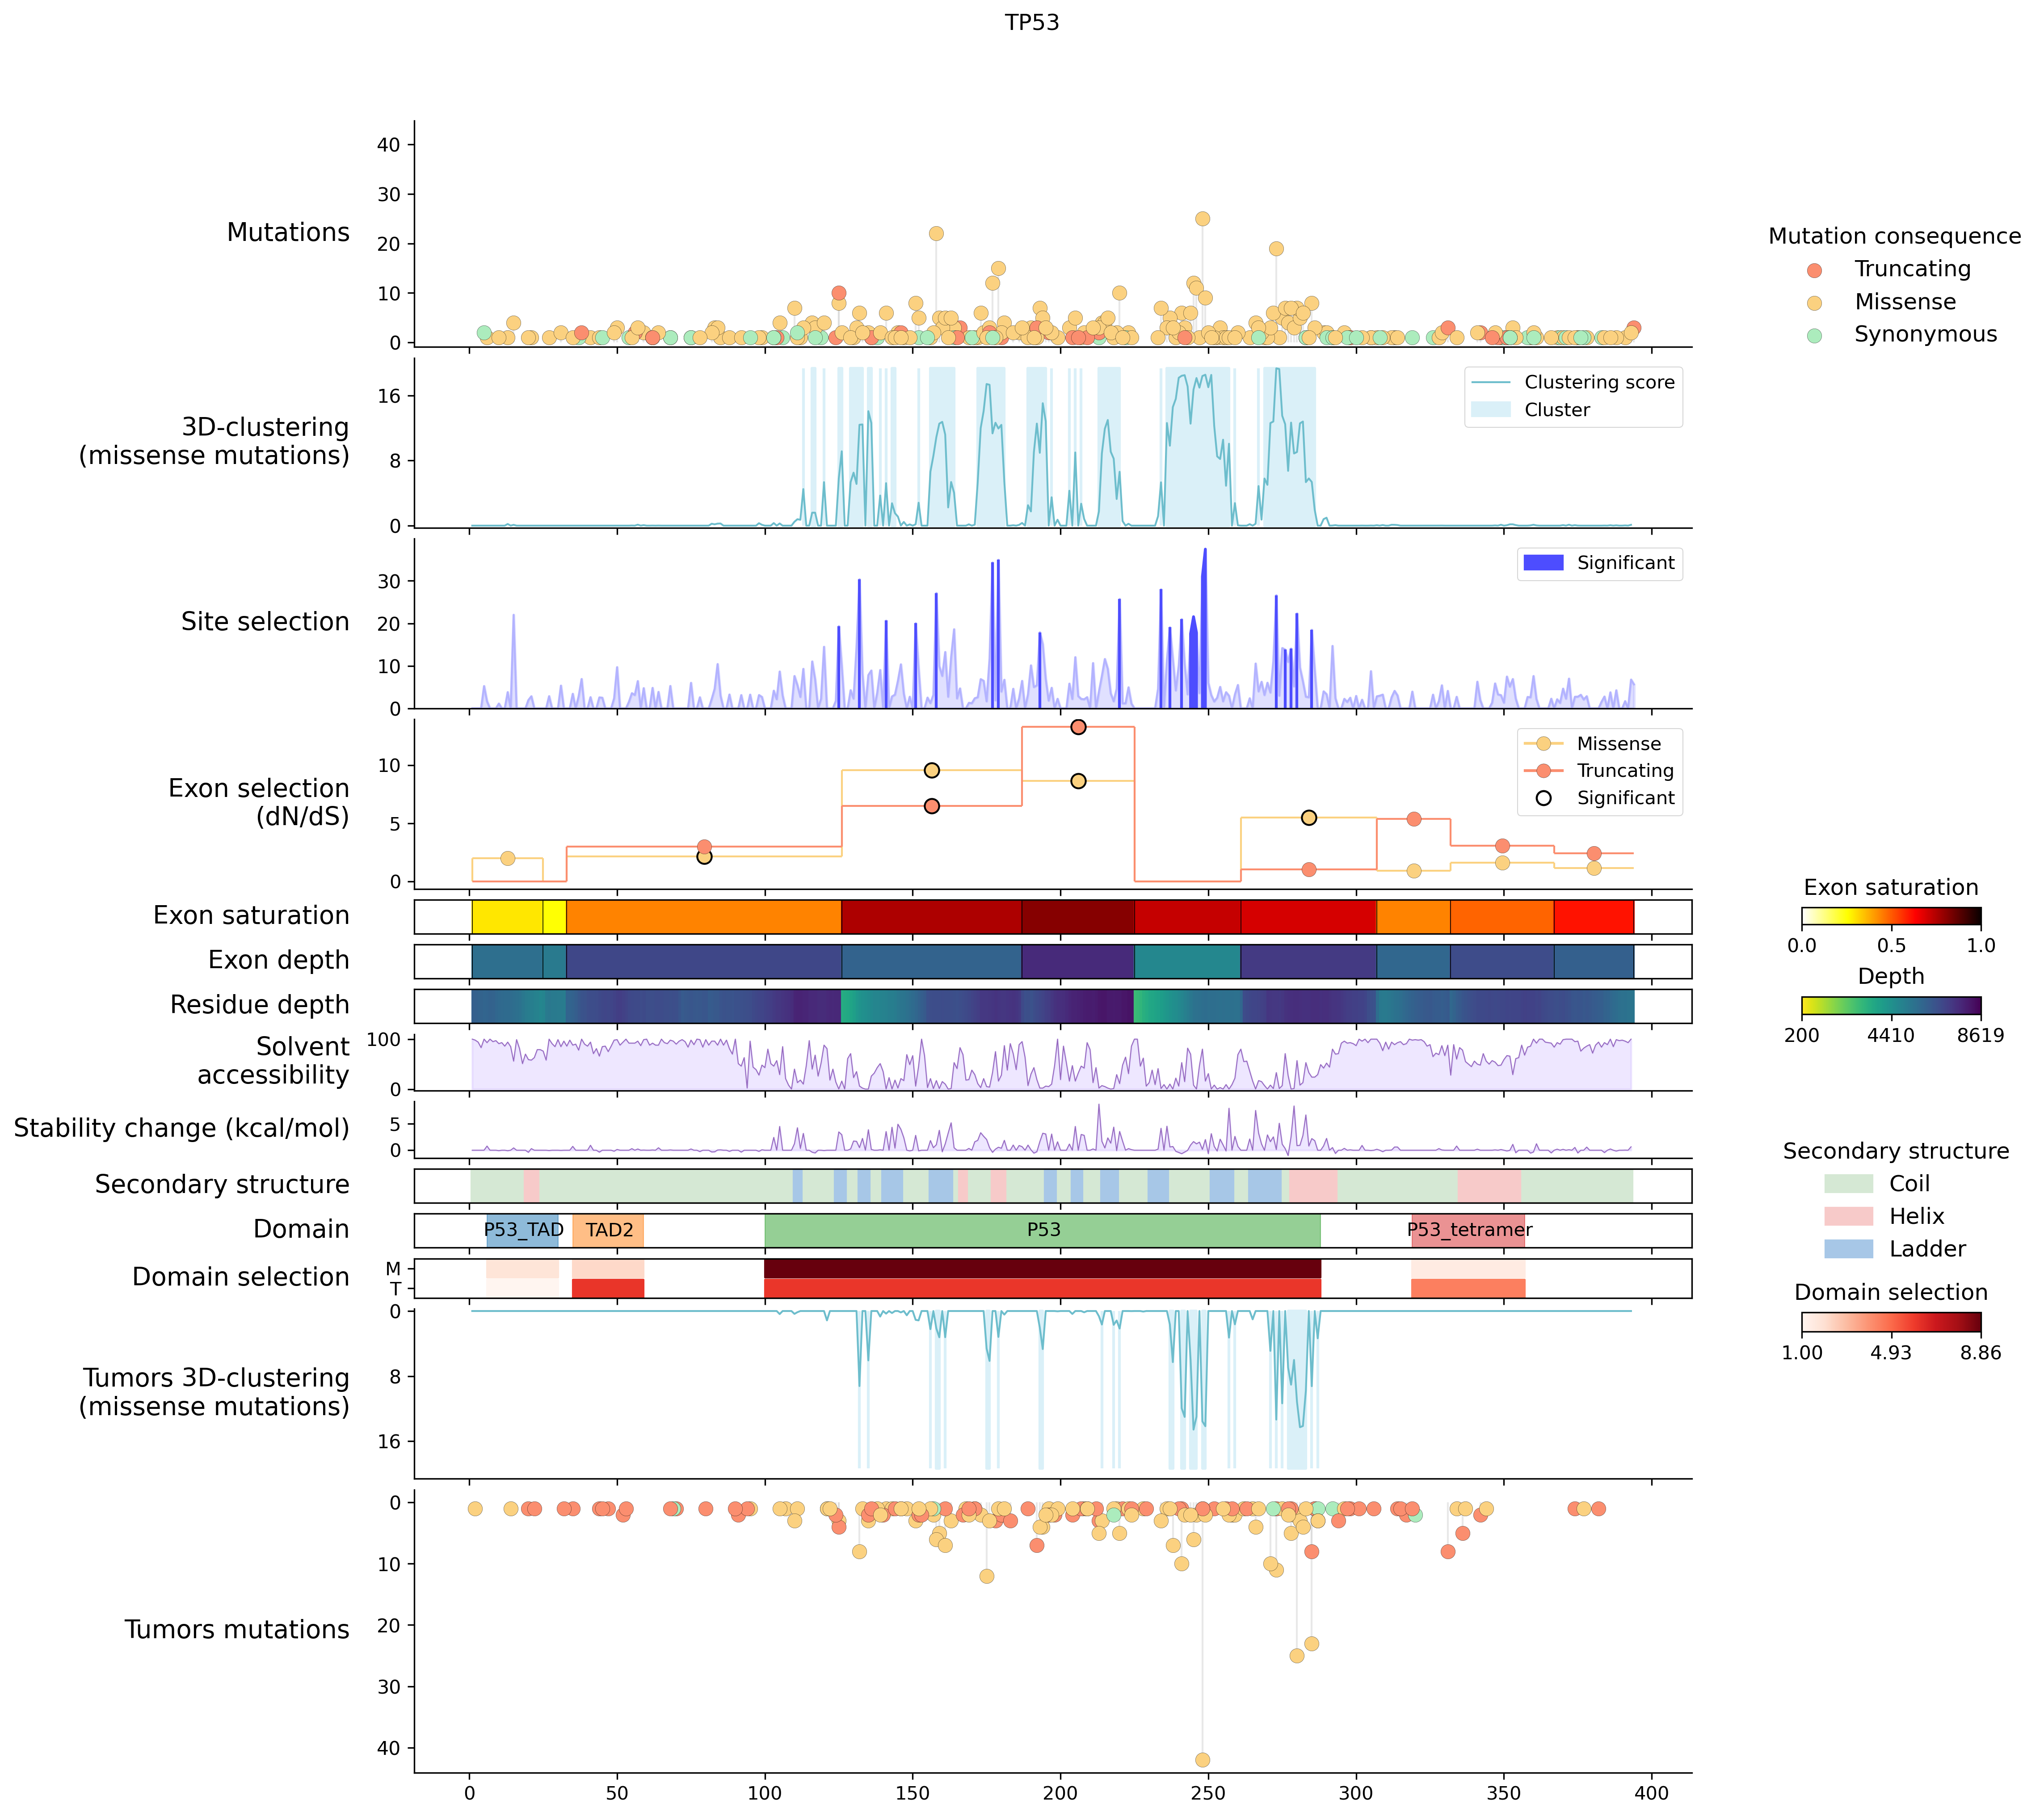 TP53
Mutations
40
30
20
10
0
Mutation consequence
Truncating
Missense
Synonymous
3D-clustering
(missense mutations)
16
8
0
Clustering score
Cluster
Site selection
30
20
10
0
Significant
Exon selection
(dN/dS)
10
5
0
Missense
Truncating
Significant
Exon saturation
Exon saturation
0.0 0.5 1.0
Exon depth
Depth
200 4410 8619
Residue depth
Solvent
accessibility
100
0
Stability change (kcal/mol)
5
0
Secondary structure
Secondary structure
Coil
Helix
Ladder
Domain
P53_TAD TAD2 P53 P53_tetramer
Domain selection
M
T
Domain selection
1.00 4.93 8.86
Tumors 3D-clustering
(missense mutations)
0
8
16
Tumors mutations
0
10
20
30
40
0 50 100 150 200 250 300 350 400